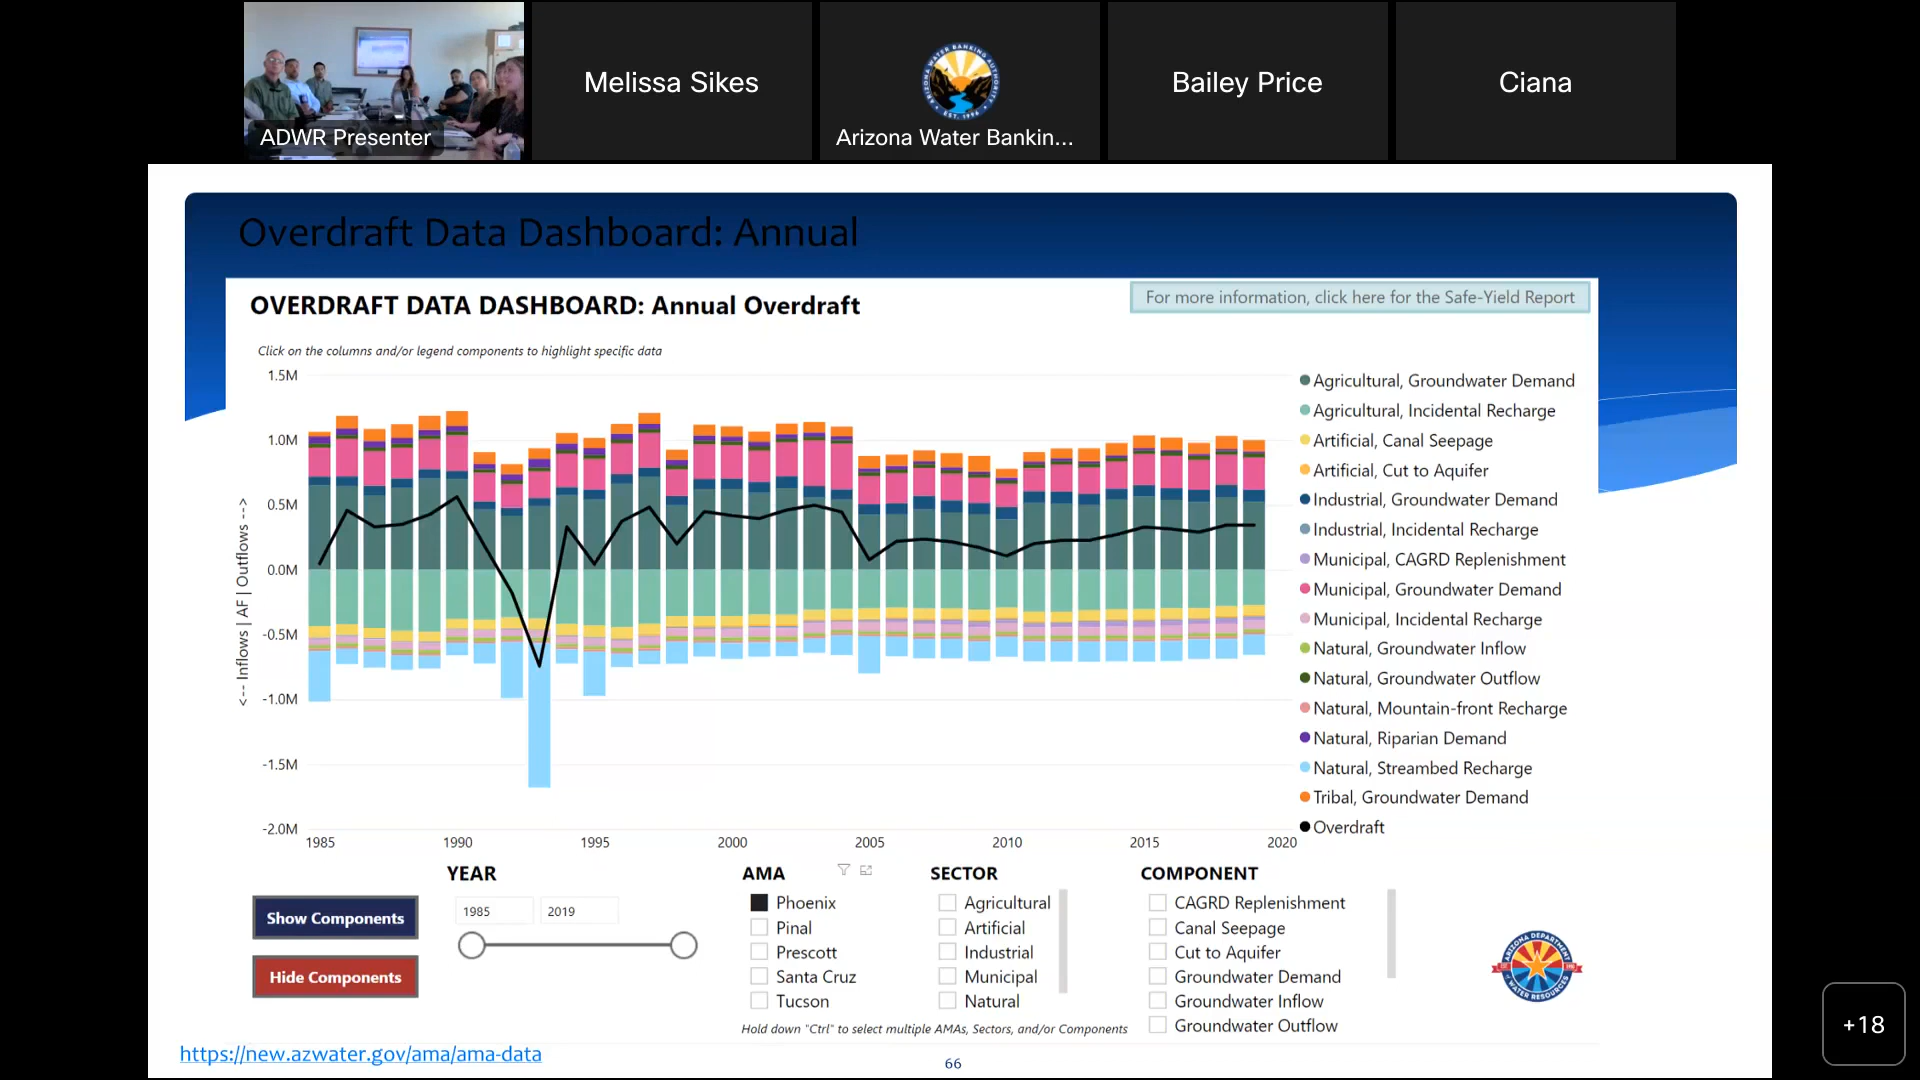 ADWR Presenter
Melissa Sikes
Arizona Water Bankin...
Bailey Price
Ciana
Overdraft Data Dashboard: Annual
OVERDRAFT DATA DASHBOARD: Annual Overdraft
For more information, click here for the Safe-Yield Report
Click on the columns and/or legend components to highlight specific data
<-- Inflows | AF | Outflows -->
1.5M
1.0M
0.5M
0.0M
-0.5M
-1.0M
-1.5M
-2.0M
1985 1990 1995 2000 2005 2010 2015 2020
Agricultural, Groundwater Demand
Agricultural, Incidental Recharge
Artificial, Canal Seepage
Artificial, Cut to Aquifer
Industrial, Groundwater Demand
Industrial, Incidental Recharge
Municipal, CAGRD Replenishment
Municipal, Groundwater Demand
Municipal, Incidental Recharge
Natural, Groundwater Inflow
Natural, Groundwater Outflow
Natural, Mountain-front Recharge
Natural, Riparian Demand
Natural, Streambed Recharge
Tribal, Groundwater Demand
Overdraft
Show Components
Hide Components
YEAR
1985 2019
AMA
Phoenix
Pinal
Prescott
Santa Cruz
Tucson
SECTOR
Agricultural
Artificial
Industrial
Municipal
Natural
COMPONENT
CAGRD Replenishment
Canal Seepage
Cut to Aquifer
Groundwater Demand
Groundwater Inflow
Groundwater Outflow
Hold down "Ctrl" to select multiple AMAs, Sectors, and/or Components
ARIZONA DEPARTMENT
WATER RESOURCES
https://new.azwater.gov/ama/ama-data
66
+18